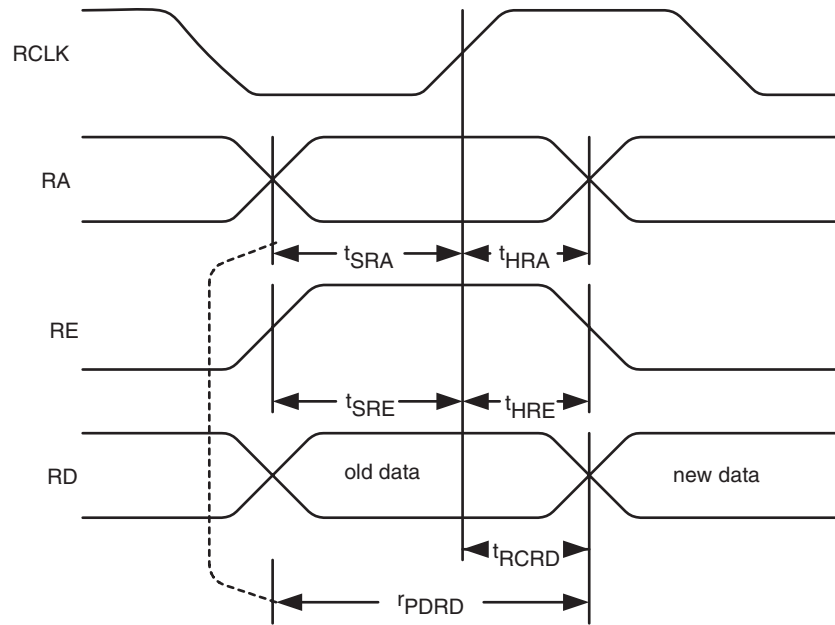 RCLK
RA
tSRA
tHRA
RE
tSRE
tHRE
RD
old data
new data
tRCRD
rPDRD